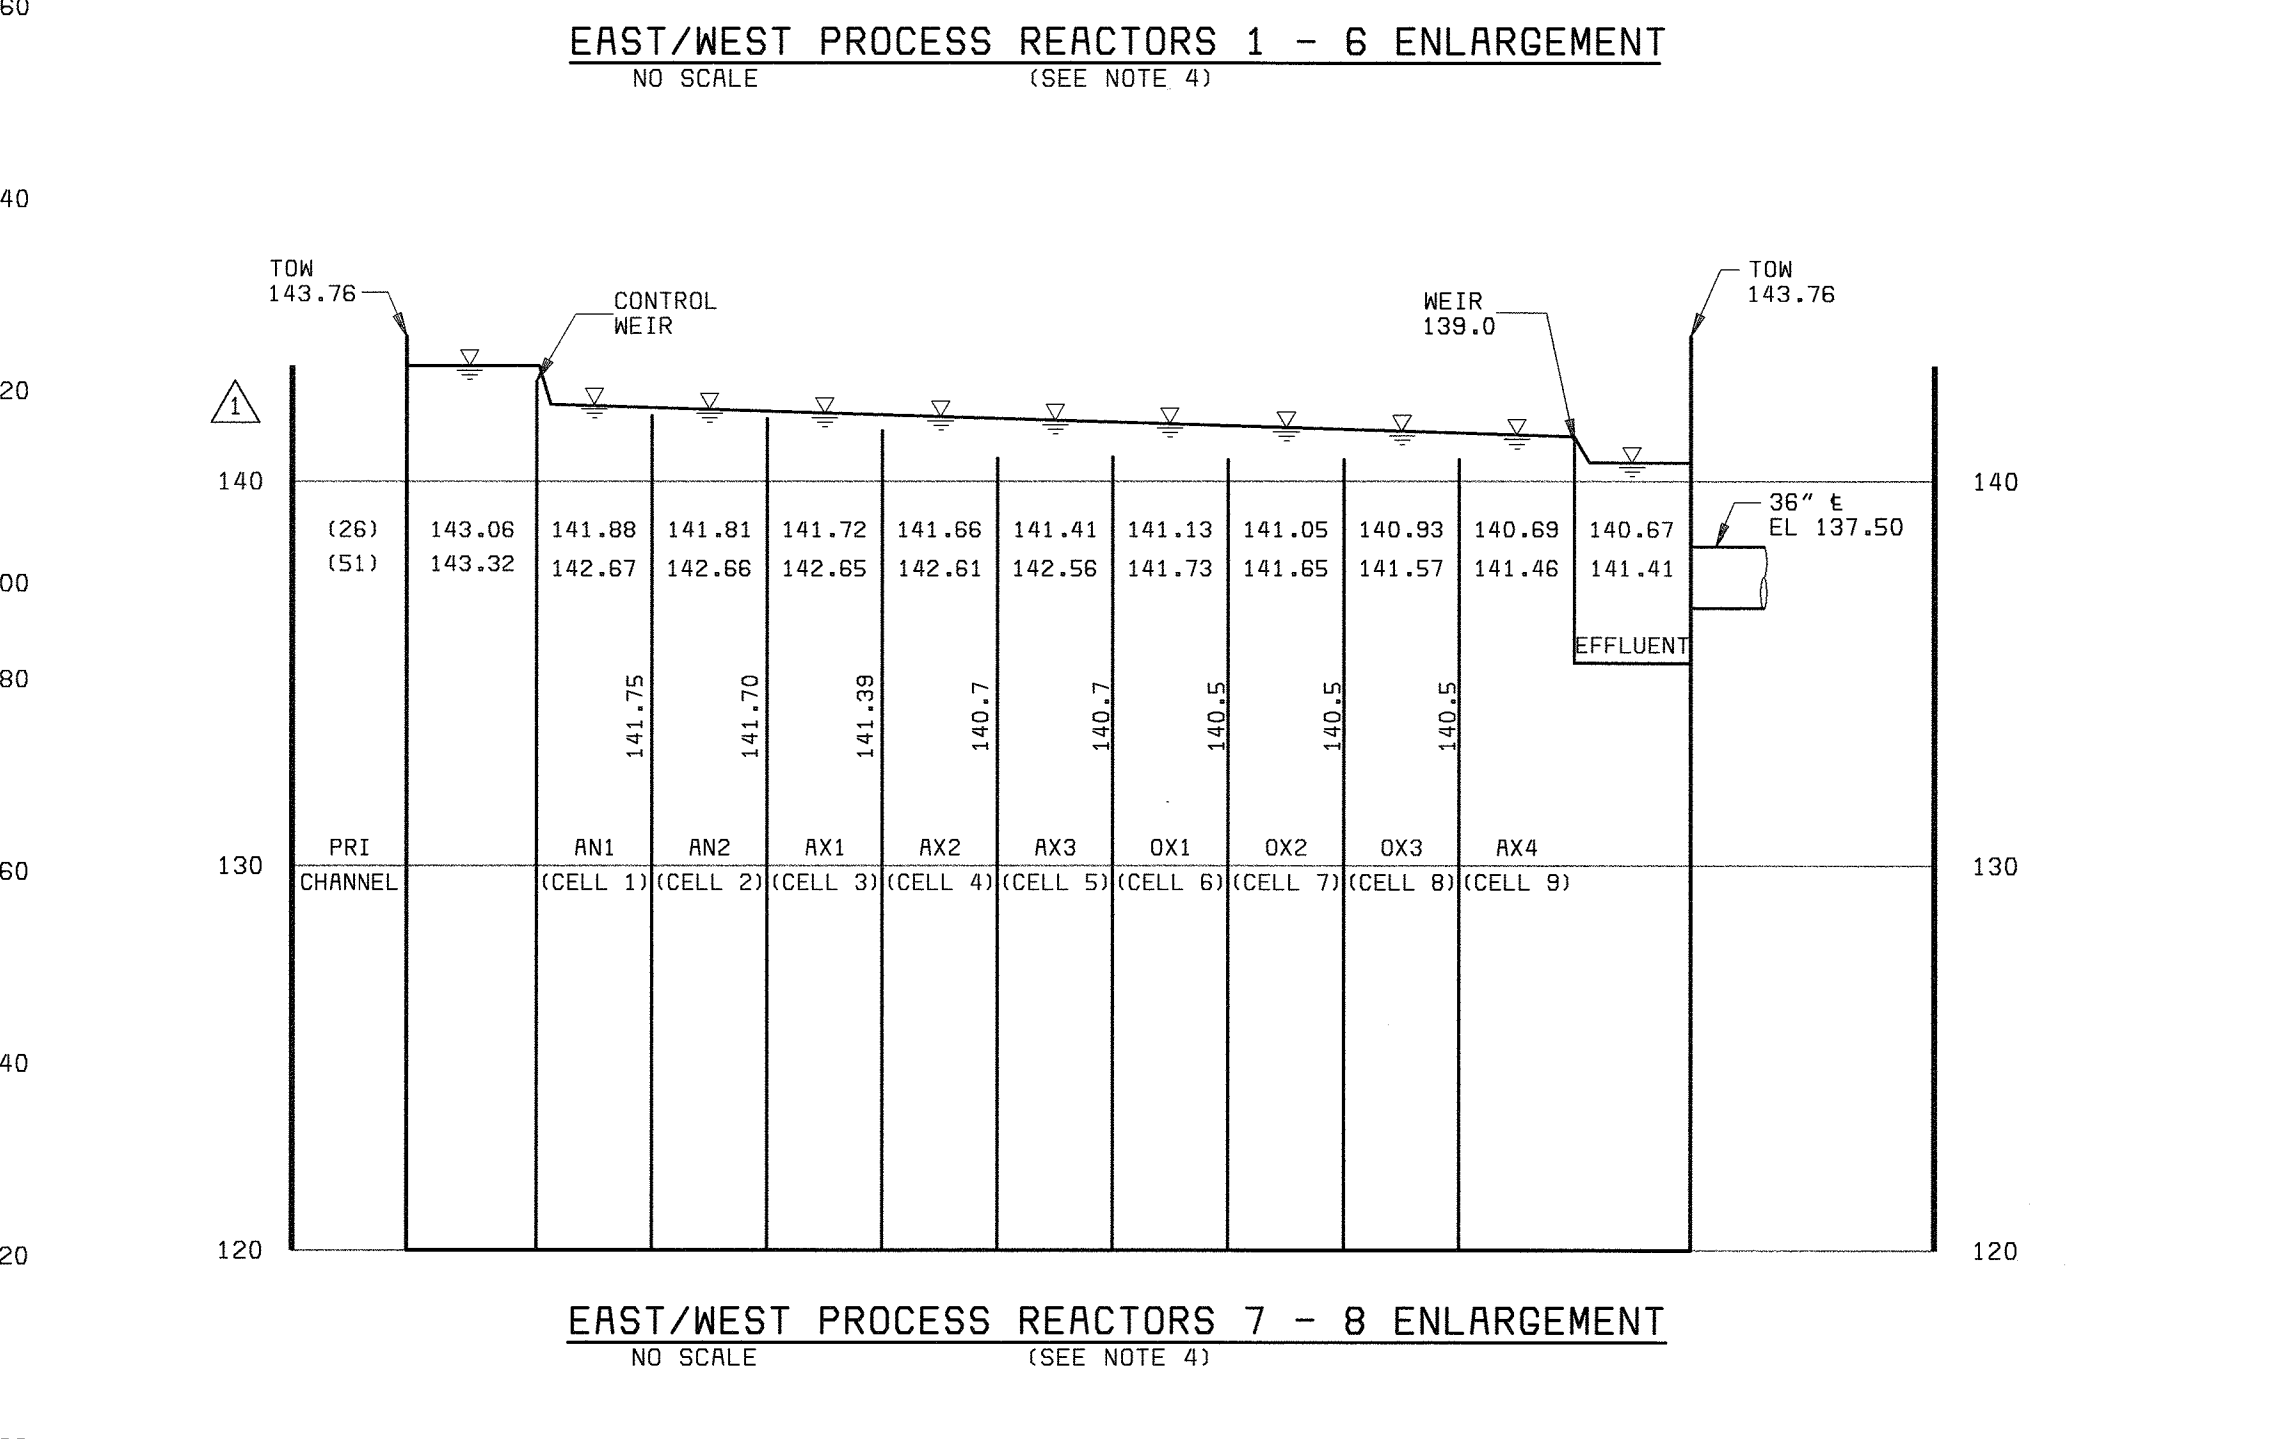 60
EAST/WEST PROCESS REACTORS 1 - 6 ENLARGEMENT
NO SCALE (SEE NOTE 4)
40
TOW
143.76
CONTROL
WEIR
WEIR
139.0
TOW
143.76
20
1
140
140
36" ℄
EL 137.50
(26) 143.06 141.88 141.81 141.72 141.66 141.41 141.13 141.05 140.93 140.69 140.67
(51) 143.32 142.67 142.66 142.65 142.61 142.56 141.73 141.65 141.57 141.46 141.41
00
EFFLUENT
80
141.75
141.70
141.39
140.7
140.7
140.5
140.5
140.5
PRI AN1 AN2 AX1 AX2 AX3 OX1 OX2 OX3 AX4
60
130
130
CHANNEL (CELL 1) (CELL 2) (CELL 3) (CELL 4) (CELL 5) (CELL 6) (CELL 7) (CELL 8) (CELL 9)
40
20
120
120
EAST/WEST PROCESS REACTORS 7 - 8 ENLARGEMENT
NO SCALE (SEE NOTE 4)